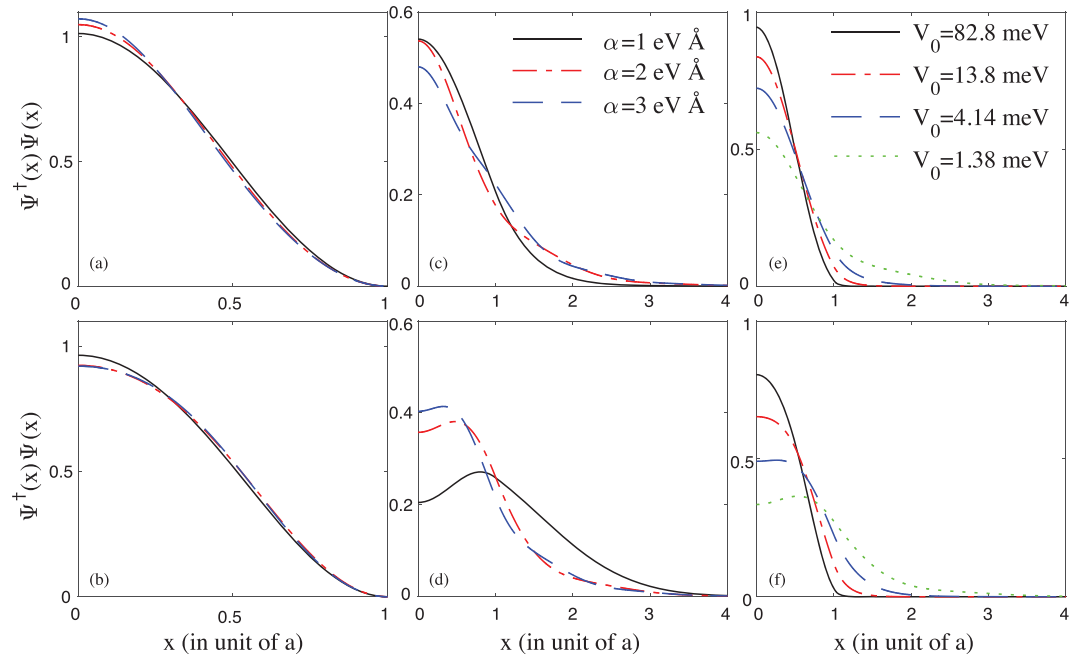 1
0.5
0
Ψ†(x) Ψ(x)
(a)
0
0.5
1
0.6
0.4
0.2
0
α=1 eV Å
α=2 eV Å
α=3 eV Å
(c)
0
1
2
3
4
1
0.5
0
V0=82.8 meV
V0=13.8 meV
V0=4.14 meV
V0=1.38 meV
(e)
0
1
2
3
4
1
0.5
0
Ψ†(x) Ψ(x)
(b)
0
0.5
1
x (in unit of a)
0.6
0.4
0.2
0
(d)
0
1
2
3
4
x (in unit of a)
1
0.5
0
(f)
0
1
2
3
4
x (in unit of a)